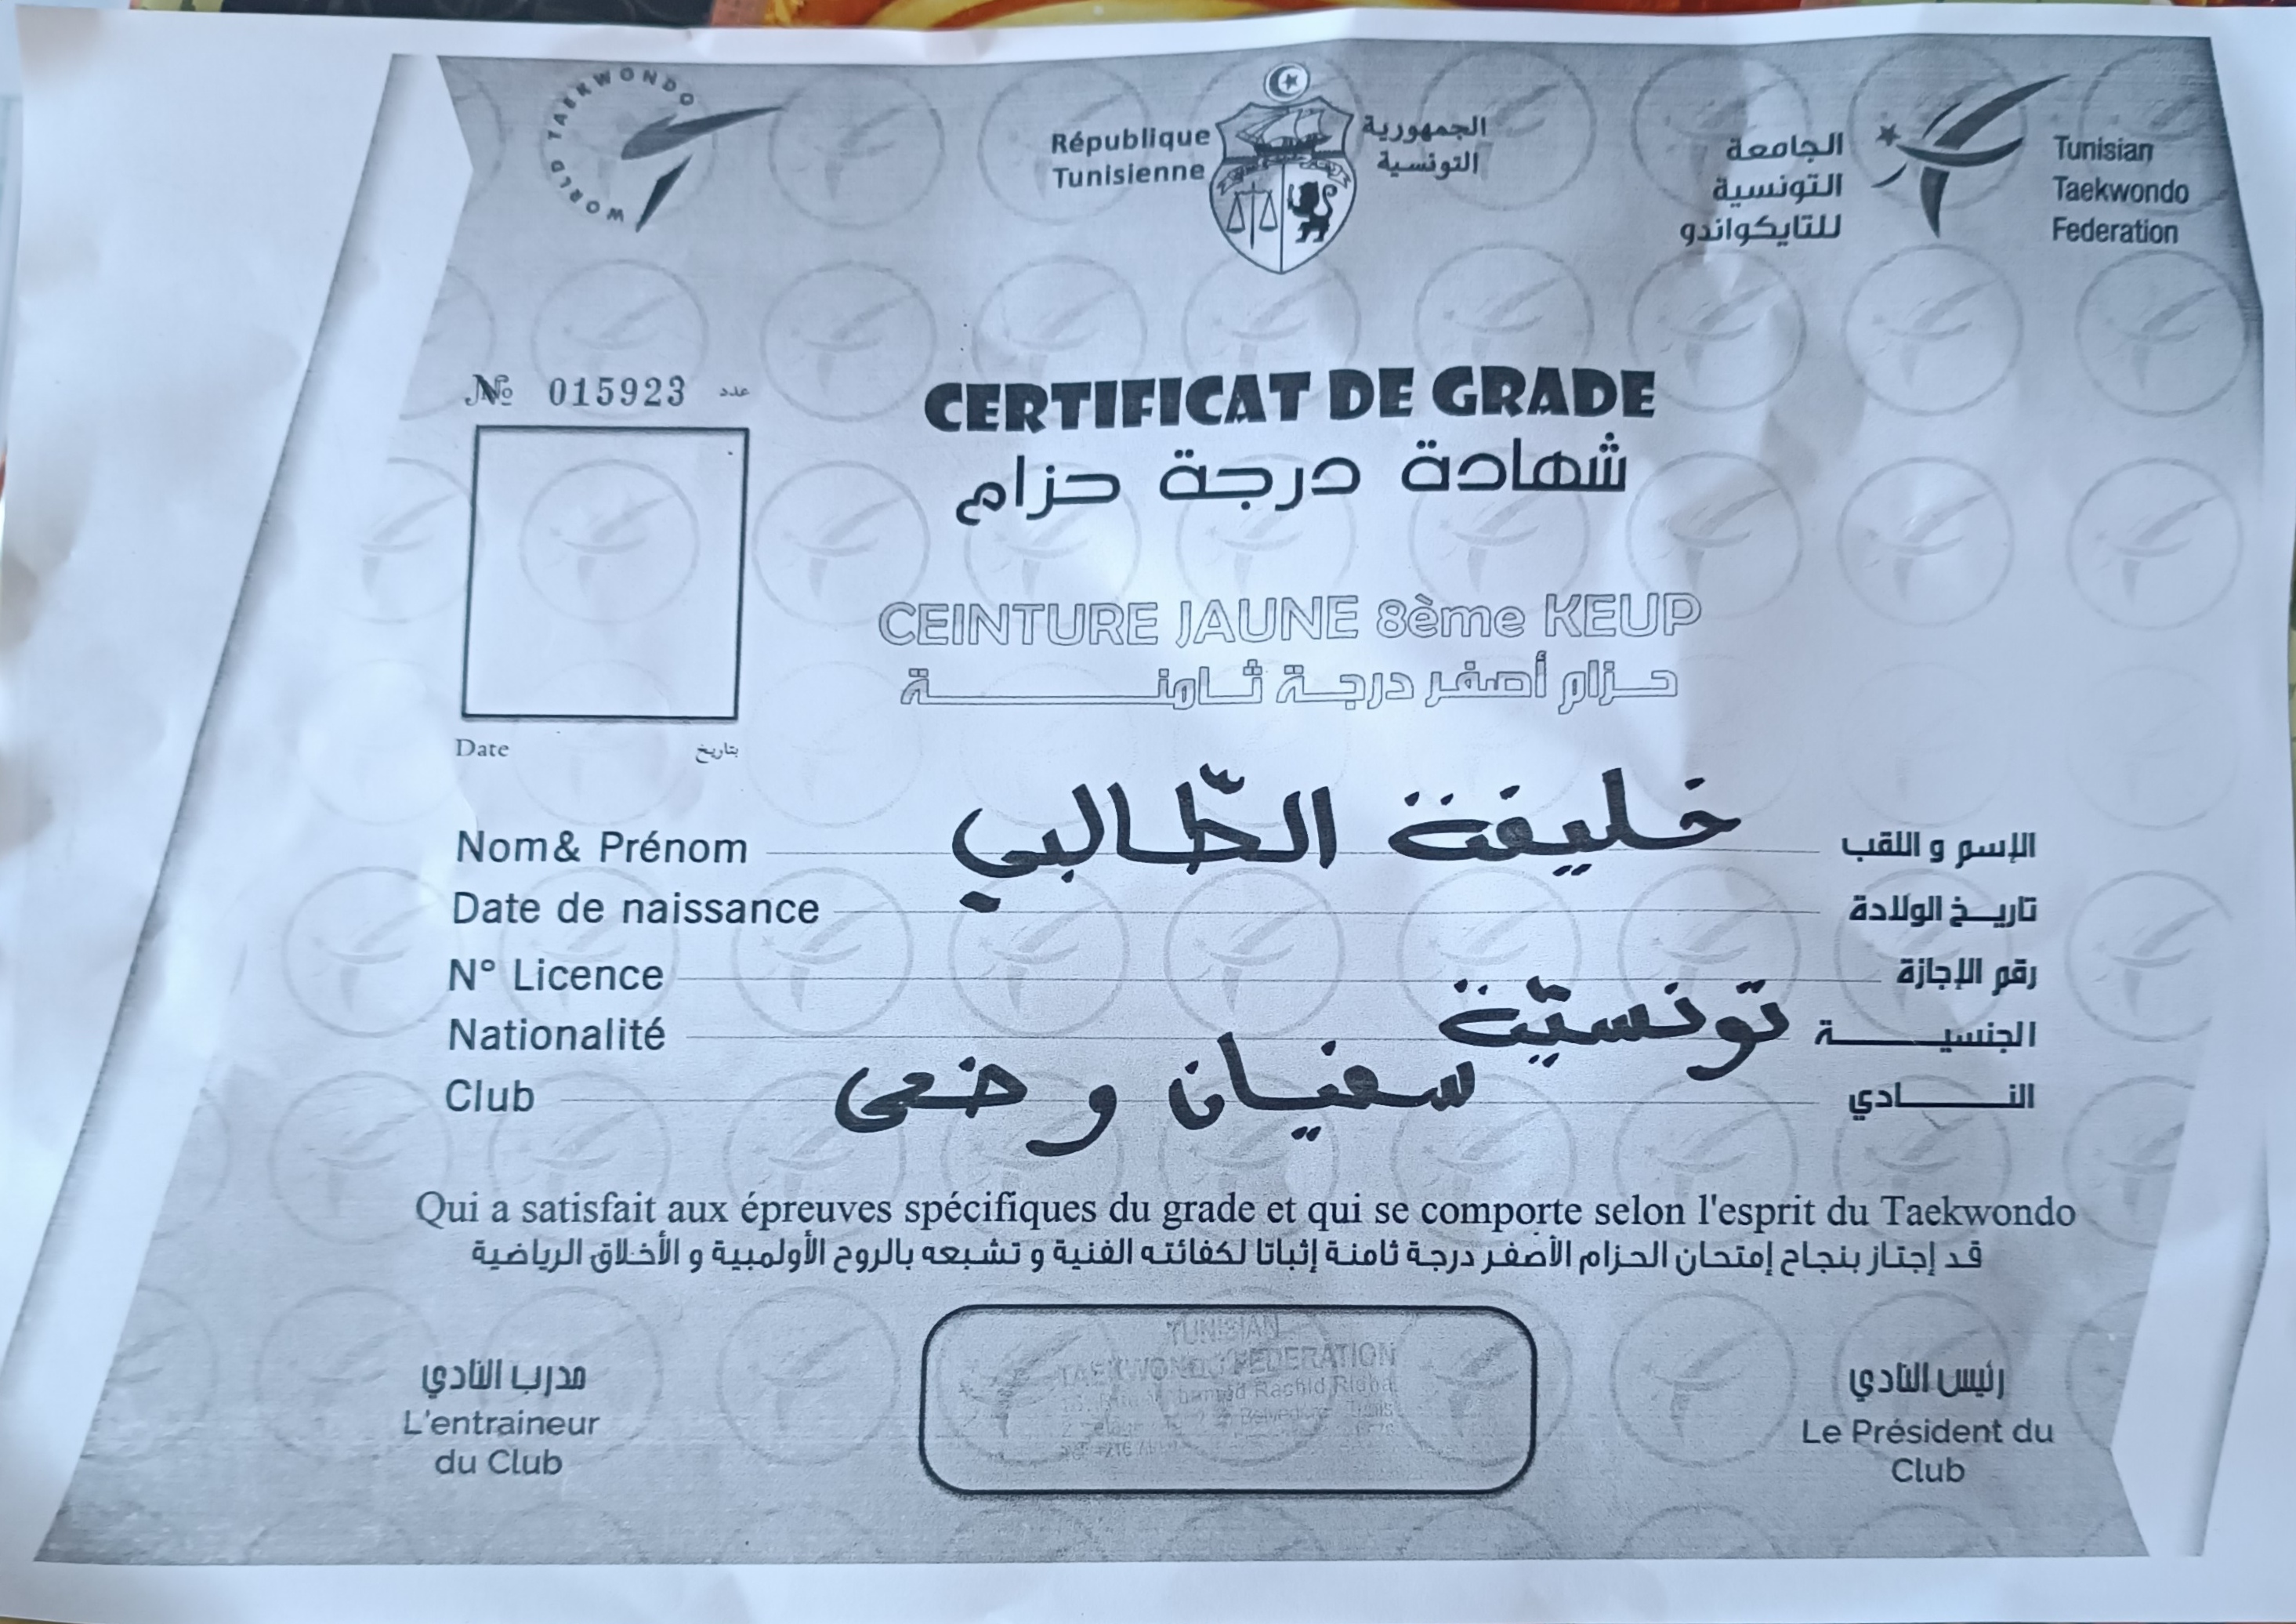 WORLD TAEKWONDO
République Tunisienne
الجمهورية التونسية
الجامعة التونسية للتايكواندو
Tunisian Taekwondo Federation
№ 015923 عدد
CERTIFICAT DE GRADE
شهادة درجة حزام
CEINTURE JAUNE 8ème KEUP
حزام أصفر درجة ثامنة
Date بتاريخ
Nom& Prénom خليفة الطّالبي الإسم و اللقب
Date de naissance تاريخ الولادة
N° Licence رقم الإجازة
Nationalité تونسيّة الجنسية
Club سفيان و ضحى النادي
Qui a satisfait aux épreuves spécifiques du grade et qui se comporte selon l'esprit du Taekwondo
قد إجتاز بنجاح إمتحان الحزام الأصفر درجة ثامنة إثباتا لكفائته الفنية و تشبعه بالروح الأولمبية و الأخلاق الرياضية
TUNISIAN
TAEKWONDO FEDERATION
Rachid Ridha
مدرب النادي
L'entraineur
du Club
رئيس النادي
Le Président du
Club